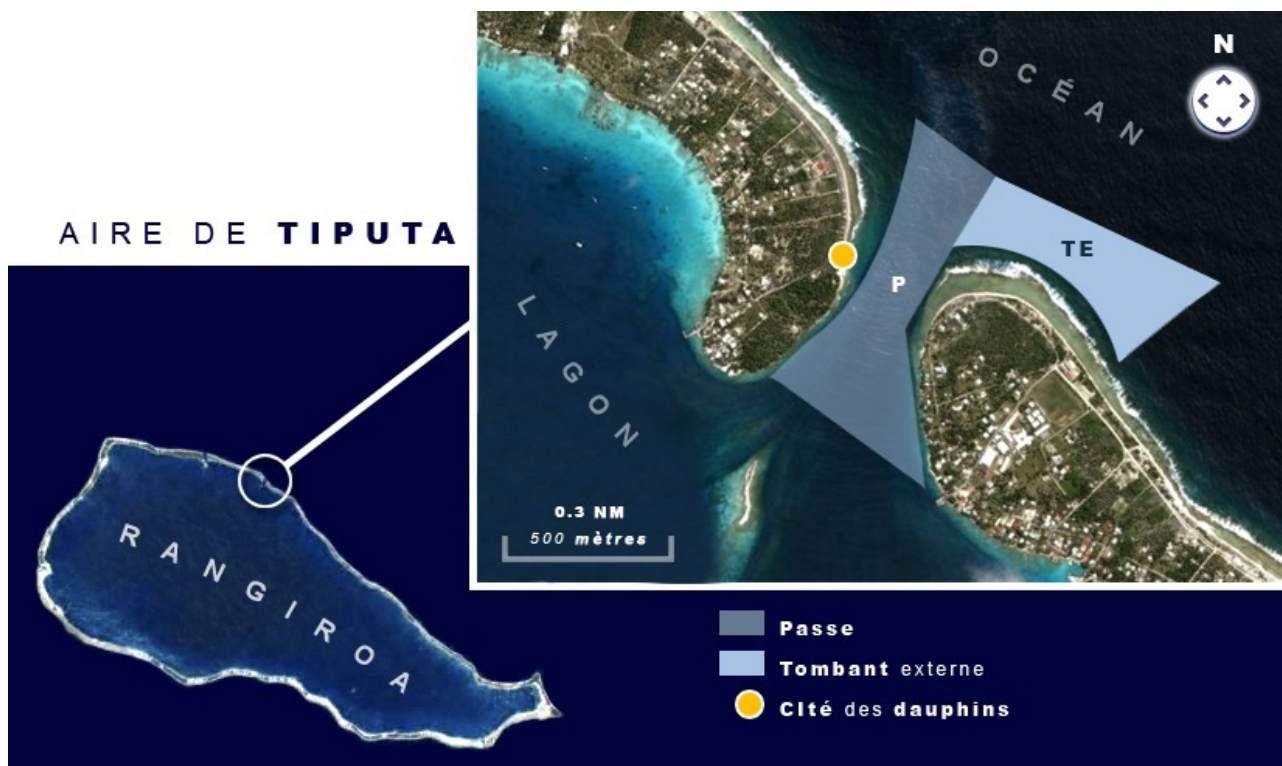 AIRE DE TIPUTA
OCÉAN
N
TE
P
LAGON
0.3 NM
500 mètres
RANGIROA
Passe
Tombant externe
CIté des dauphins